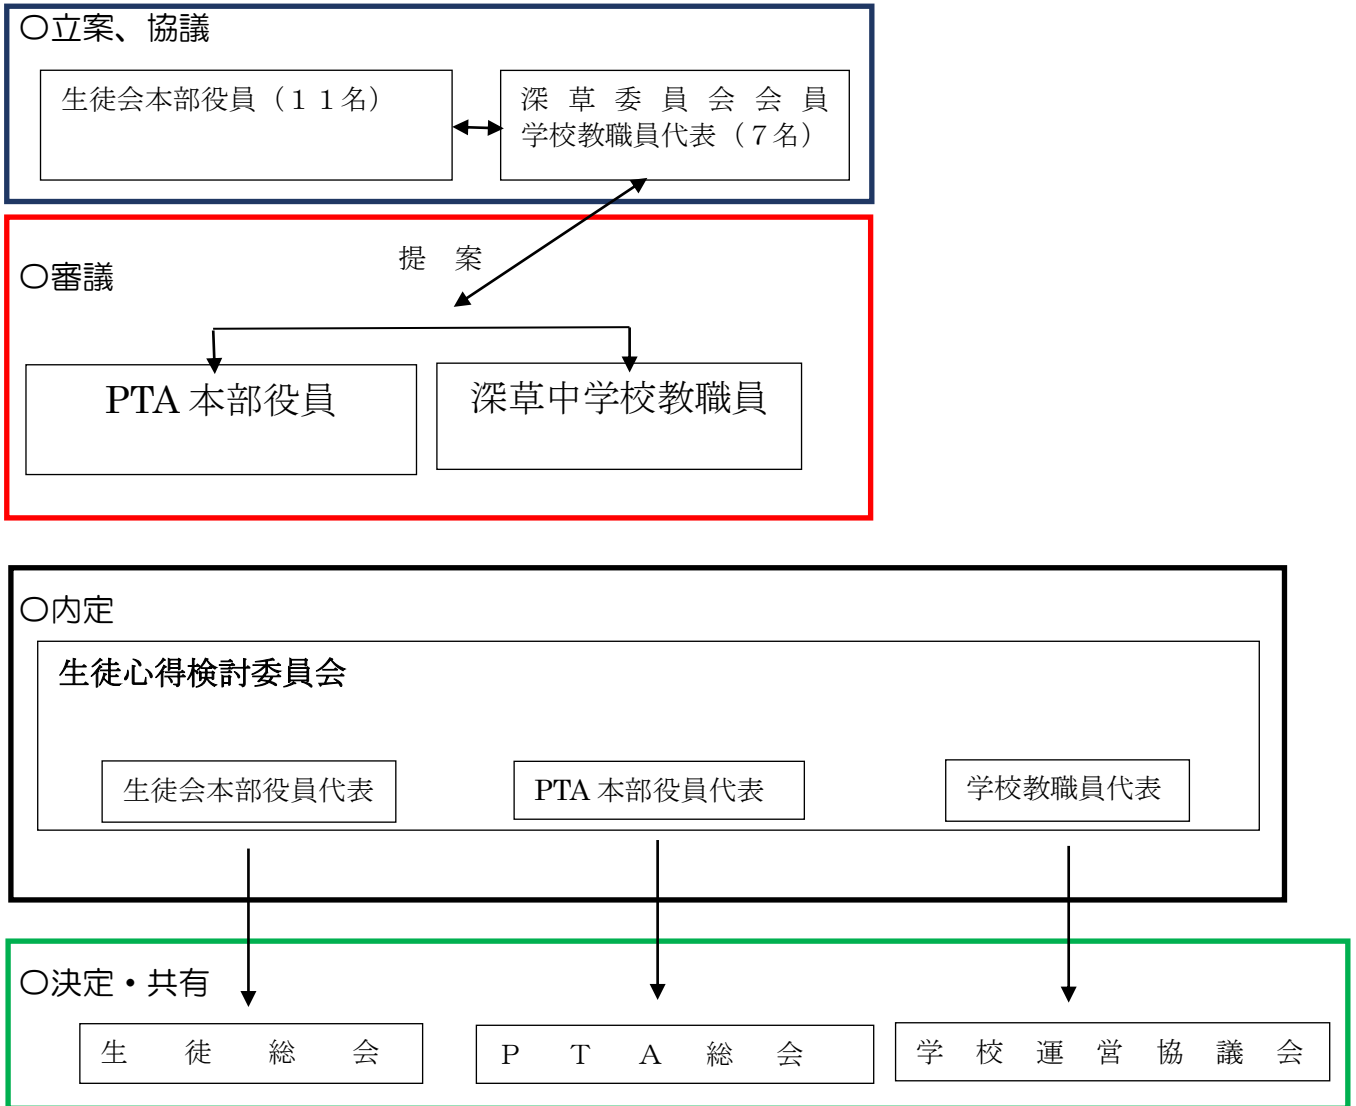 〇立案、協議
生徒会本部役員（１１名）
深草委員会会員
学校教職員代表（７名）
提　案
〇審議
PTA 本部役員
深草中学校教職員
〇内定
生徒心得検討委員会
生徒会本部役員代表
PTA 本部役員代表
学校教職員代表
〇決定・共有
生徒総会
ＰＴＡ総会
学校運営協議会